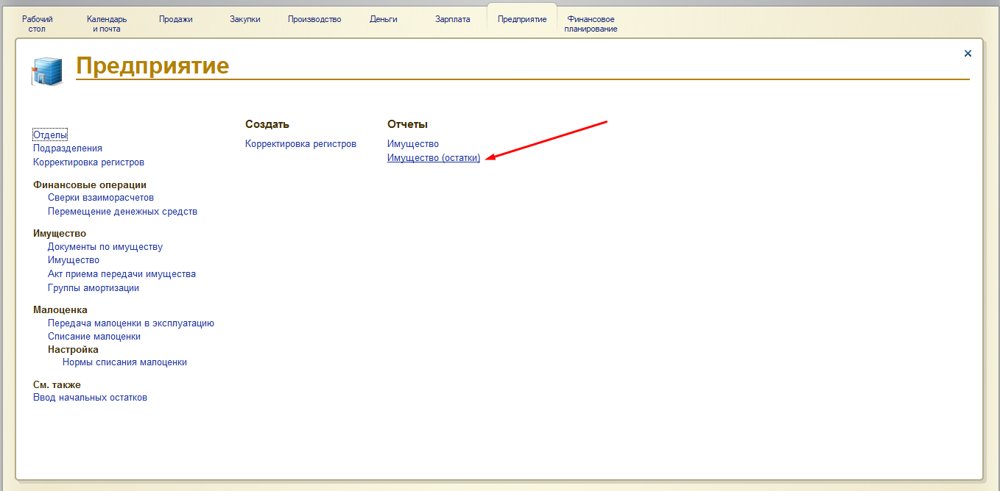 Рабочий
стол
Календарь
и почта
Продажи
Закупки
Производство
Деньги
Зарплата
Предприятие
Финансовое
планирование
Предприятие
Отделы
Подразделения
Корректировка регистров
Финансовые операции
Сверки взаиморасчетов
Перемещение денежных средств
Имущество
Документы по имуществу
Имущество
Акт приема передачи имущества
Группы амортизации
Малоценка
Передача малоценки в эксплуатацию
Списание малоценки
Настройка
Нормы списания малоценки
См. также
Ввод начальных остатков
Создать
Корректировка регистров
Отчеты
Имущество
Имущество (остатки)